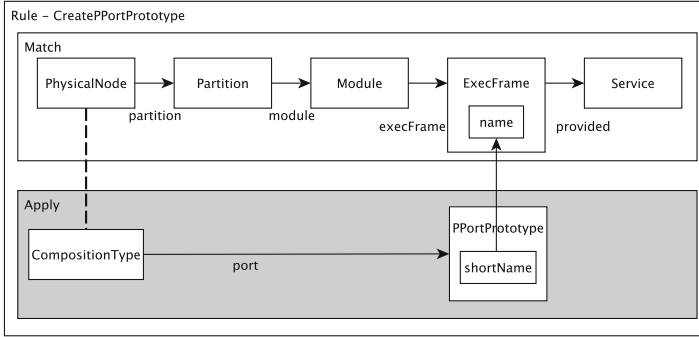 Rule - CreatePPortPrototype
Match
PhysicalNode
Partition
Module
ExecFrame
Service
name
partition
module
execFrame
provided
Apply
CompositionType
port
PPortPrototype
shortName